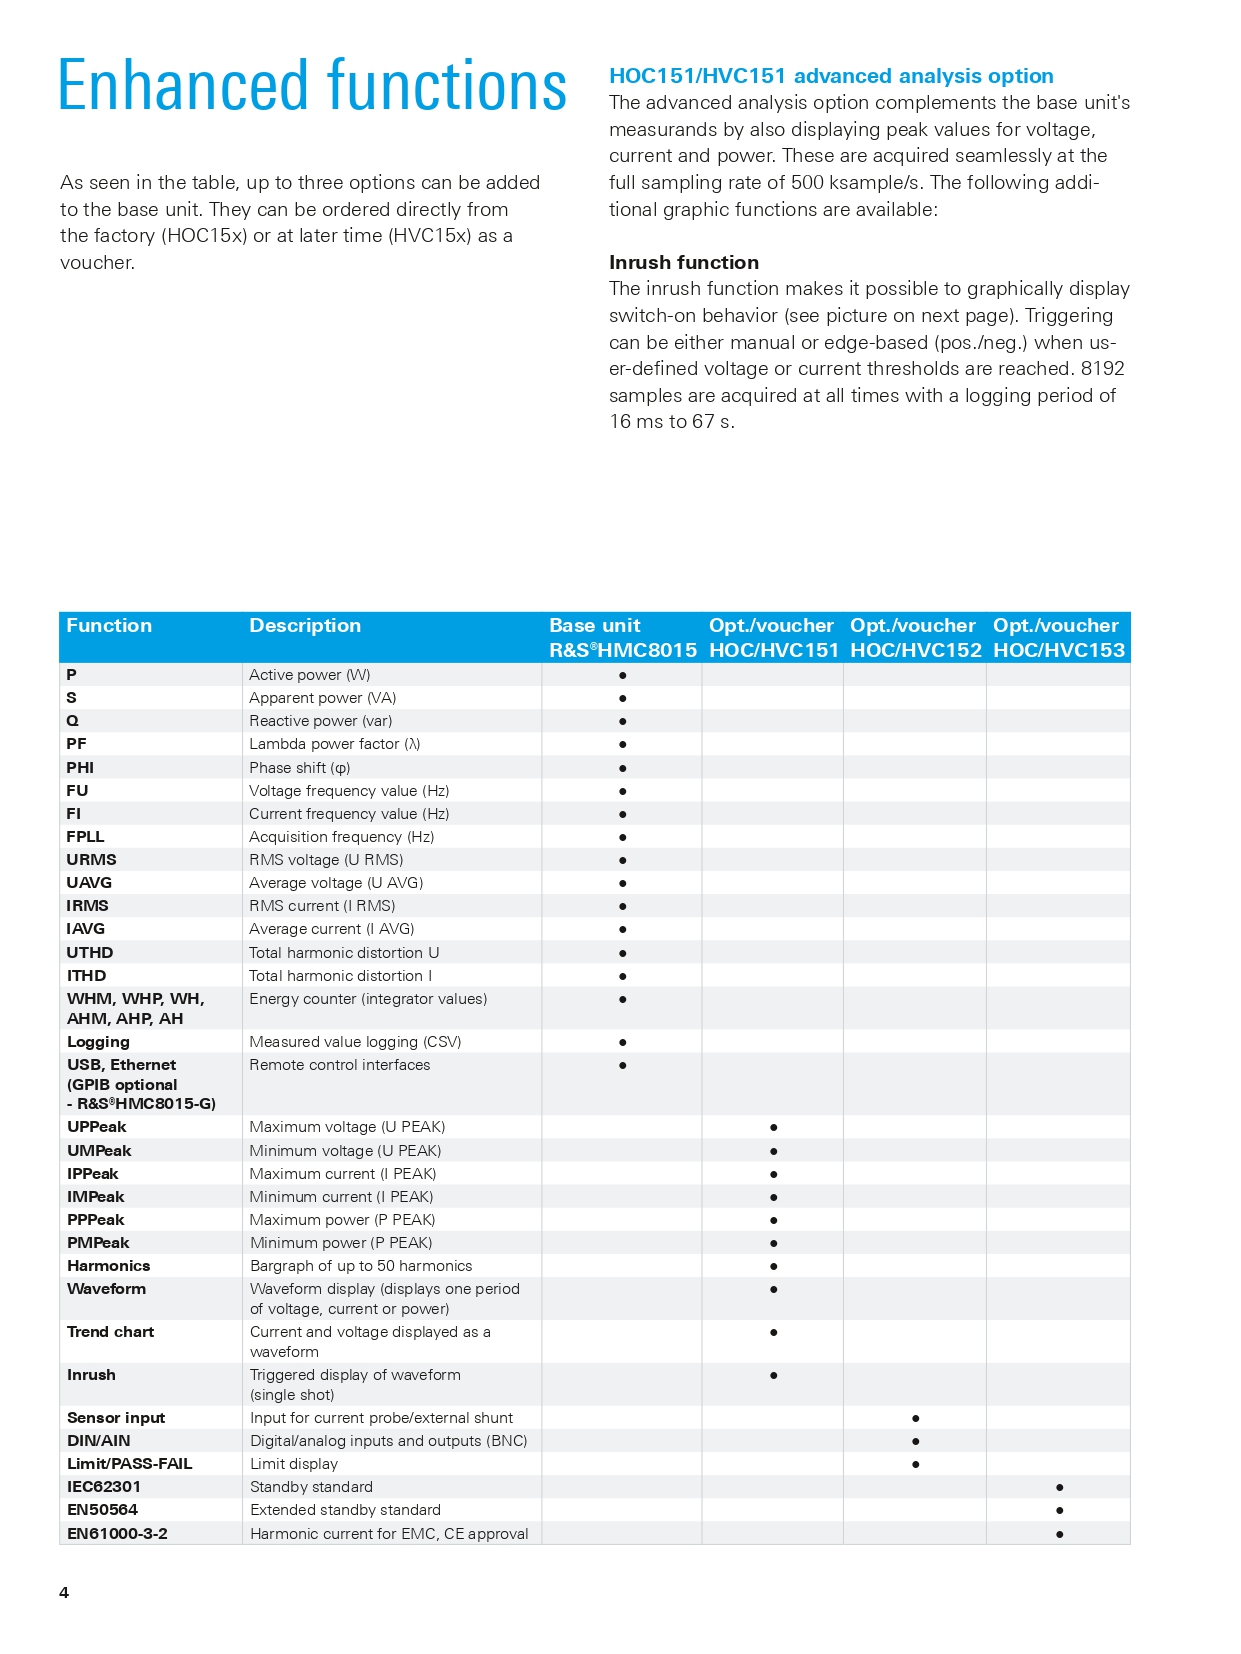 Enhanced functions
As seen in the table, up to three options can be added
to the base unit. They can be ordered directly from
the factory (HOC15x) or at later time (HVC15x) as a
voucher.
HOC151/HVC151 advanced analysis option
The advanced analysis option complements the base unit's
measurands by also displaying peak values for voltage,
current and power. These are acquired seamlessly at the
full sampling rate of 500 ksample/s. The following addi-
tional graphic functions are available:
Inrush function
The inrush function makes it possible to graphically display
switch-on behavior (see picture on next page). Triggering
can be either manual or edge-based (pos./neg.) when us-
er-defined voltage or current thresholds are reached. 8192
samples are acquired at all times with a logging period of
16 ms to 67 s.
Function Description Base unit Opt./voucher Opt./voucher Opt./voucher
R&S®HMC8015 HOC/HVC151 HOC/HVC152 HOC/HVC153
P Active power (W) ●
S Apparent power (VA) ●
Q Reactive power (var) ●
PF Lambda power factor (λ) ●
PHI Phase shift (φ) ●
FU Voltage frequency value (Hz) ●
FI Current frequency value (Hz) ●
FPLL Acquisition frequency (Hz) ●
URMS RMS voltage (U RMS) ●
UAVG Average voltage (U AVG) ●
IRMS RMS current (I RMS) ●
IAVG Average current (I AVG) ●
UTHD Total harmonic distortion U ●
ITHD Total harmonic distortion I ●
WHM, WHP, WH, Energy counter (integrator values) ●
AHM, AHP, AH
Logging Measured value logging (CSV) ●
USB, Ethernet Remote control interfaces ●
(GPIB optional
- R&S®HMC8015-G)
UPPeak Maximum voltage (U PEAK) ●
UMPeak Minimum voltage (U PEAK) ●
IPPeak Maximum current (I PEAK) ●
IMPeak Minimum current (I PEAK) ●
PPPeak Maximum power (P PEAK) ●
PMPeak Minimum power (P PEAK) ●
Harmonics Bargraph of up to 50 harmonics ●
Waveform Waveform display (displays one period ●
of voltage, current or power)
Trend chart Current and voltage displayed as a ●
waveform
Inrush Triggered display of waveform ●
(single shot)
Sensor input Input for current probe/external shunt ●
DIN/AIN Digital/analog inputs and outputs (BNC) ●
Limit/PASS-FAIL Limit display ●
IEC62301 Standby standard ●
EN50564 Extended standby standard ●
EN61000-3-2 Harmonic current for EMC, CE approval ●
4